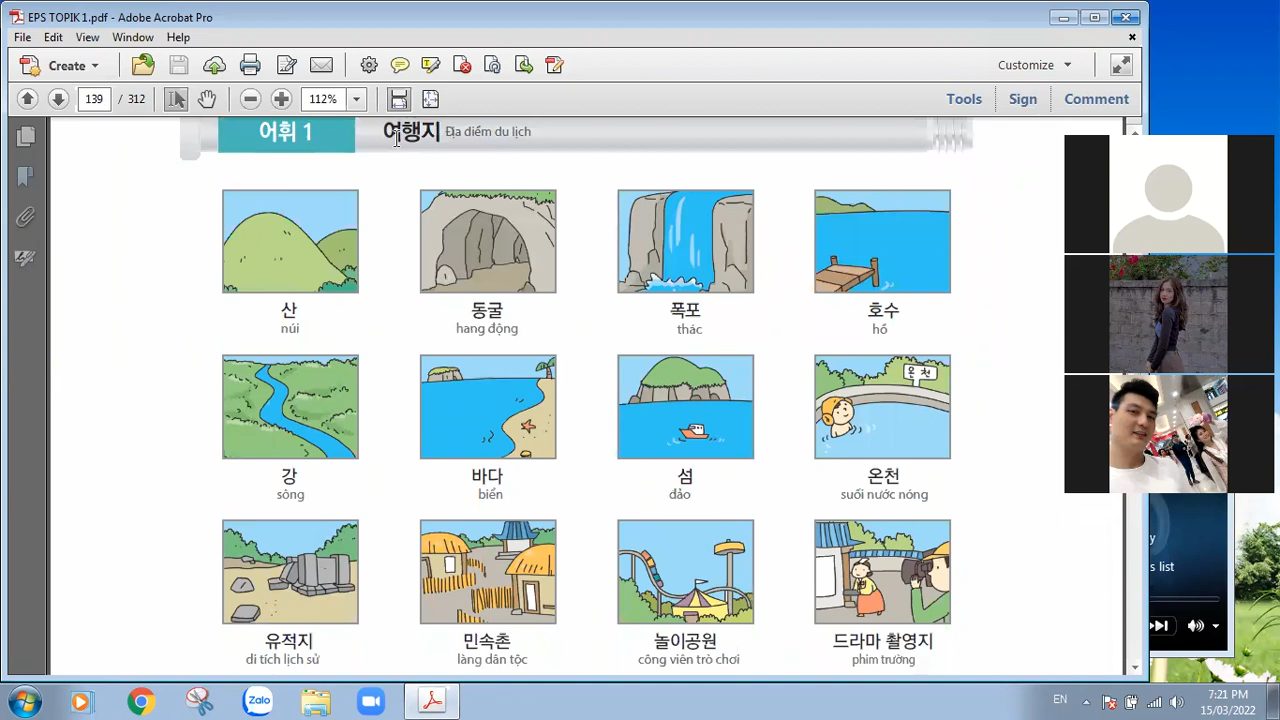 EPS TOPIK 1.pdf - Adobe Acrobat Pro
File Edit View Window Help
Create
Customize
139 / 312
112%
Tools Sign Comment
어휘 1
여행지 Địa điểm du lịch
산 동굴 폭포 호수
núi hang động thác hồ
온 천
강 바다 섬 온천
sông biển đảo suối nước nóng
유적지 민속촌 놀이공원 드라마 촬영지
di tích lịch sử làng dân tộc công viên trò chơi phim trường
y
s list
Zalo
EN
7:21 PM
15/03/2022